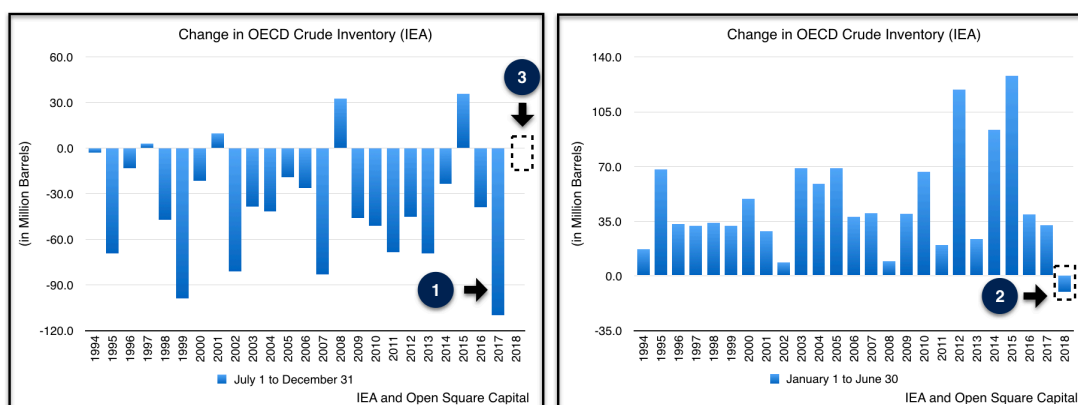 Change in OECD Crude Inventory (IEA)
60.0
30.0
0.0
-30.0
-60.0
-90.0
-120.0
(in Million Barrels)
3
1
1994 1995 1996 1997 1998 1999 2000 2001 2002 2003 2004 2005 2006 2007 2008 2009 2010 2011 2012 2013 2014 2015 2016 2017 2018
July 1 to December 31
IEA and Open Square Capital
Change in OECD Crude Inventory (IEA)
140.0
105.0
70.0
35.0
0.0
-35.0
(in Million Barrels)
2
1994 1995 1996 1997 1998 1999 2000 2001 2002 2003 2004 2005 2006 2007 2008 2009 2010 2011 2012 2013 2014 2015 2016 2017 2018
January 1 to June 30
IEA and Open Square Capital